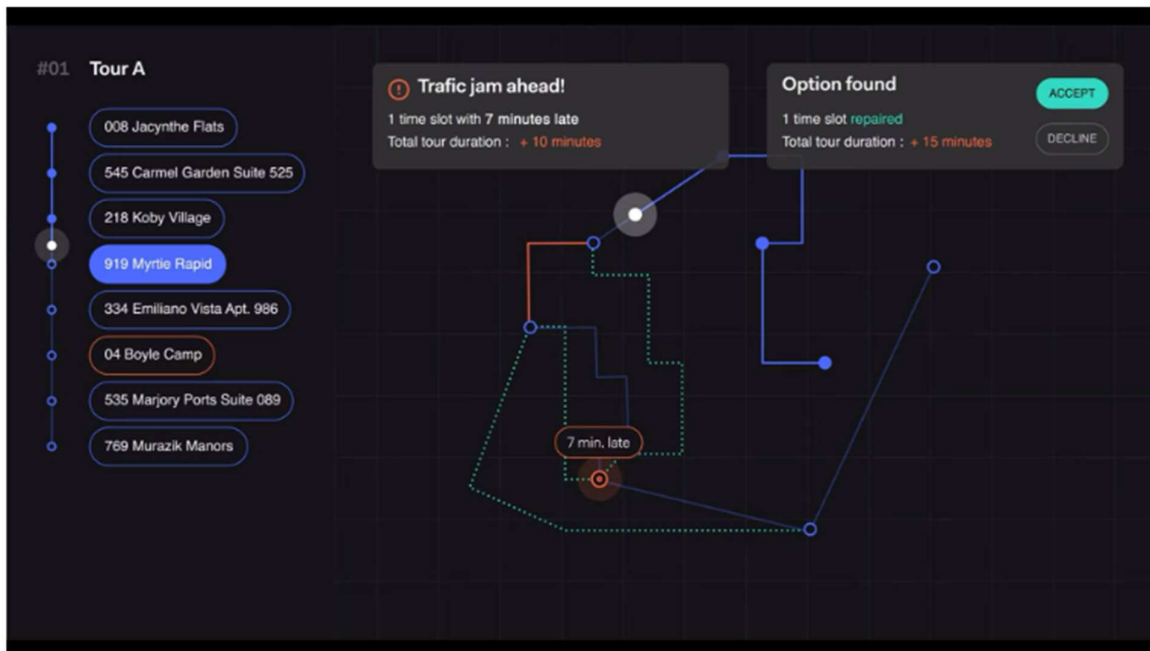 #01 Tour A
008 Jacynthe Flats
545 Carmel Garden Suite 525
218 Koby Village
919 Myrtie Rapid
334 Emiliano Vista Apt. 986
04 Boyle Camp
535 Marjory Ports Suite 089
769 Murazik Manors
Trafic jam ahead!
1 time slot with 7 minutes late
Total tour duration : + 10 minutes
Option found
1 time slot repaired
Total tour duration : + 15 minutes
ACCEPT
DECLINE
7 min. late